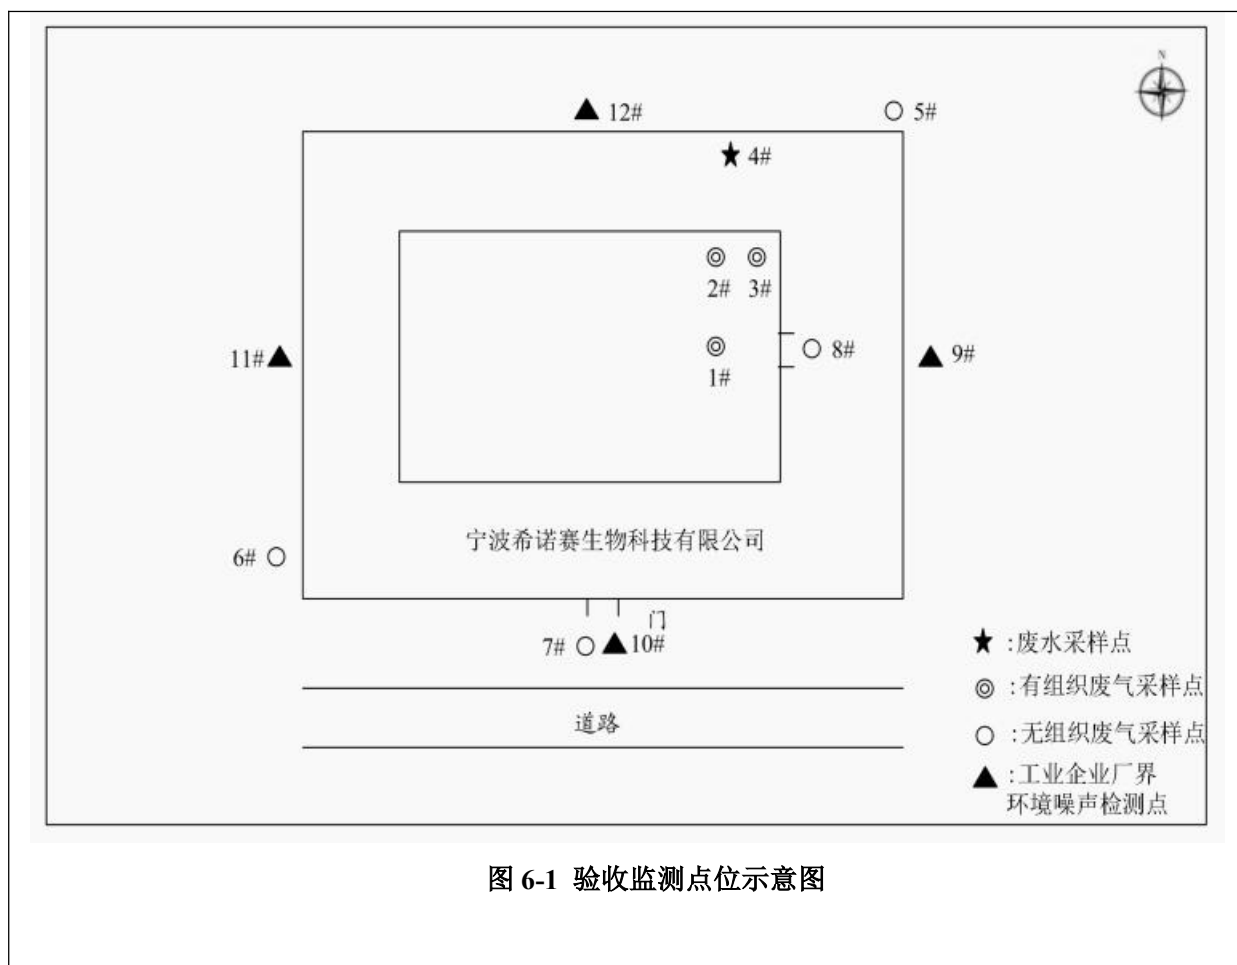 N
12#
5#
4#
2# 3#
11#
8#
9#
1#
宁波希诺赛生物科技有限公司
6#
门
7# 10#
:废水采样点
:有组织废气采样点
道路
:无组织废气采样点
:工业企业厂界
环境噪声检测点
图 6-1 验收监测点位示意图